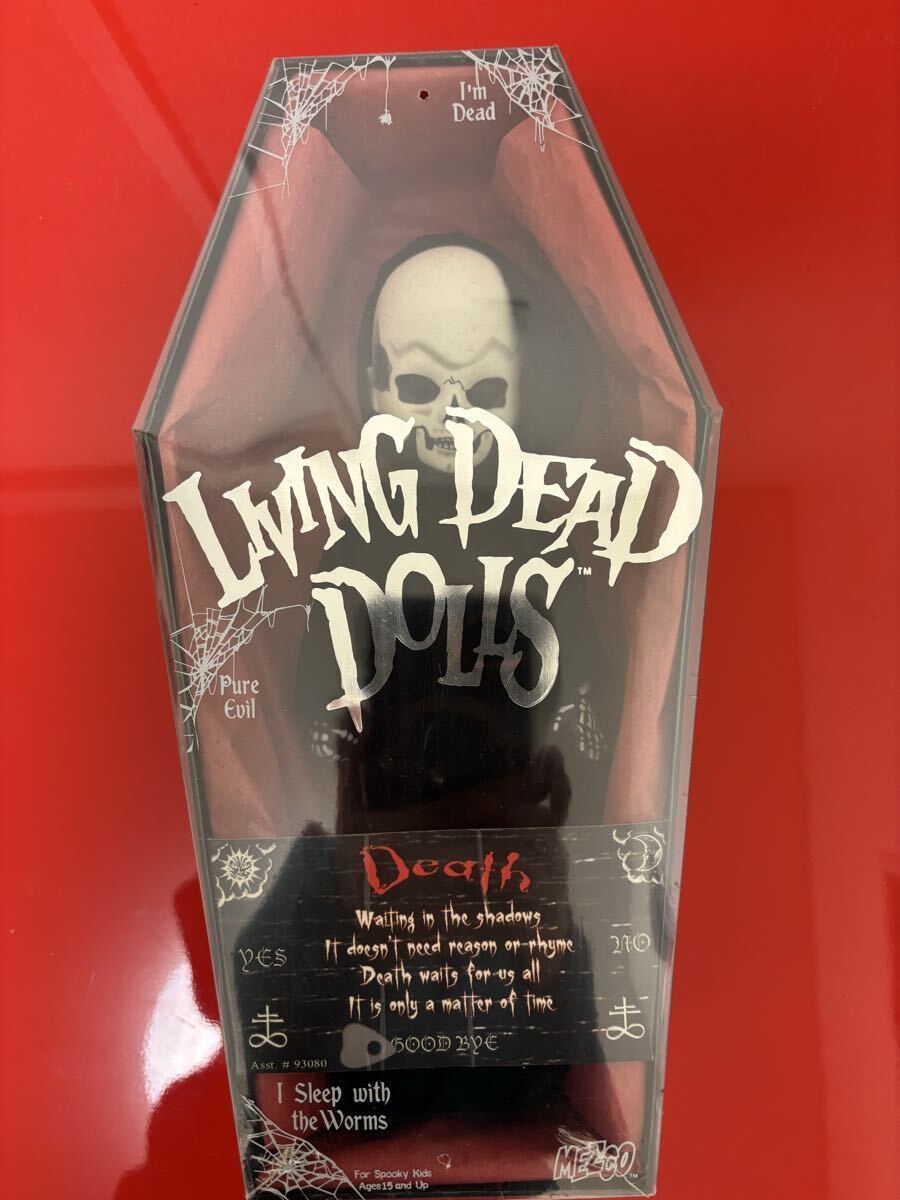 I'm
Dead
LIVING DEAD
DOLLS™
Pure
Evil
Death
Waiting in the shadows
It doesn't need reason or rhyme
Death waits for us all
It is only a matter of time
YES
NO
GOOD BYE
Asst. # 93080
I Sleep with
the Worms
For Spooky Kids
Ages 15 and Up
MEZCO™